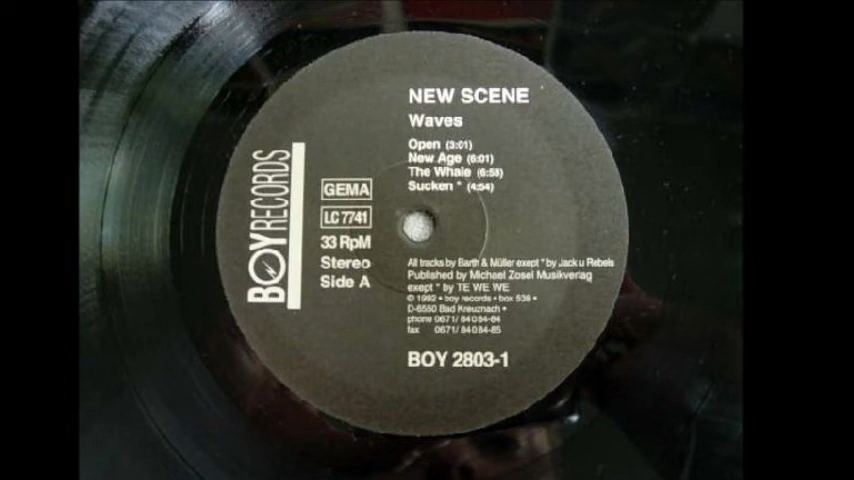 BOY RECORDS
GEMA
LC 7741
33 RpM
Stereo
Side A
NEW SCENE
Waves
Open (3:01)
New Age (6:01)
The Whale (6:58)
Sucken * (4:54)
All tracks by Barth & Müller exept * by Jack u Rebels
Published by Michael Zosel Musikverlag
exept * by TE WE WE
© 1992 • boy records • box 538 •
D-6550 Bad Kreuznach •
phone 0671/ 84 084-84
fax 0671/ 84 084-85
BOY 2803-1